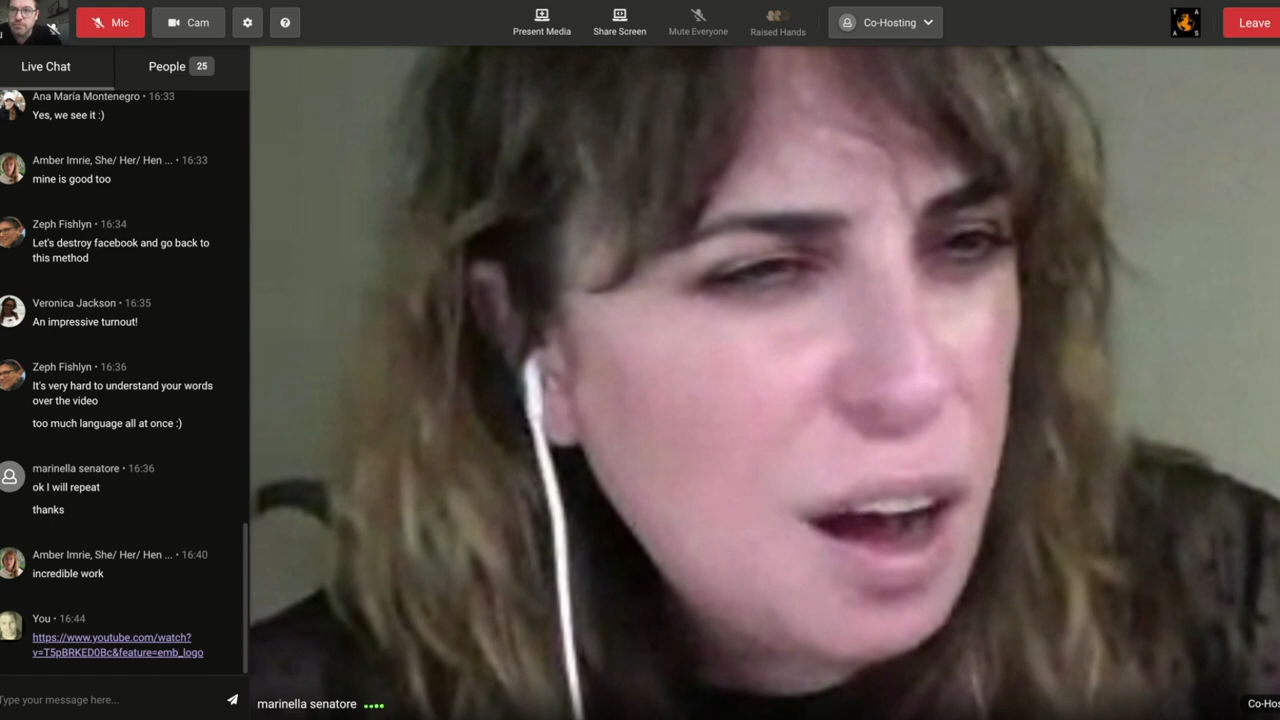 Mic
Cam
Present Media
Share Screen
Mute Everyone
Raised Hands
Co-Hosting
T A
A S
Leave
Live Chat
People 25
Ana María Montenegro • 16:33
Yes, we see it :)
Amber Imrie, She/ Her/ Hen ... • 16:33
mine is good too
Zeph Fishlyn • 16:34
Let's destroy facebook and go back to
this method
Veronica Jackson • 16:35
An impressive turnout!
Zeph Fishlyn • 16:36
It's very hard to understand your words
over the video
too much language all at once :)
marinella senatore • 16:36
ok I will repeat
thanks
Amber Imrie, She/ Her/ Hen ... • 16:40
incredible work
You • 16:44
https://www.youtube.com/watch?
v=T5pBRKED0Bc&feature=emb_logo
Type your message here...
marinella senatore
Co-Hos